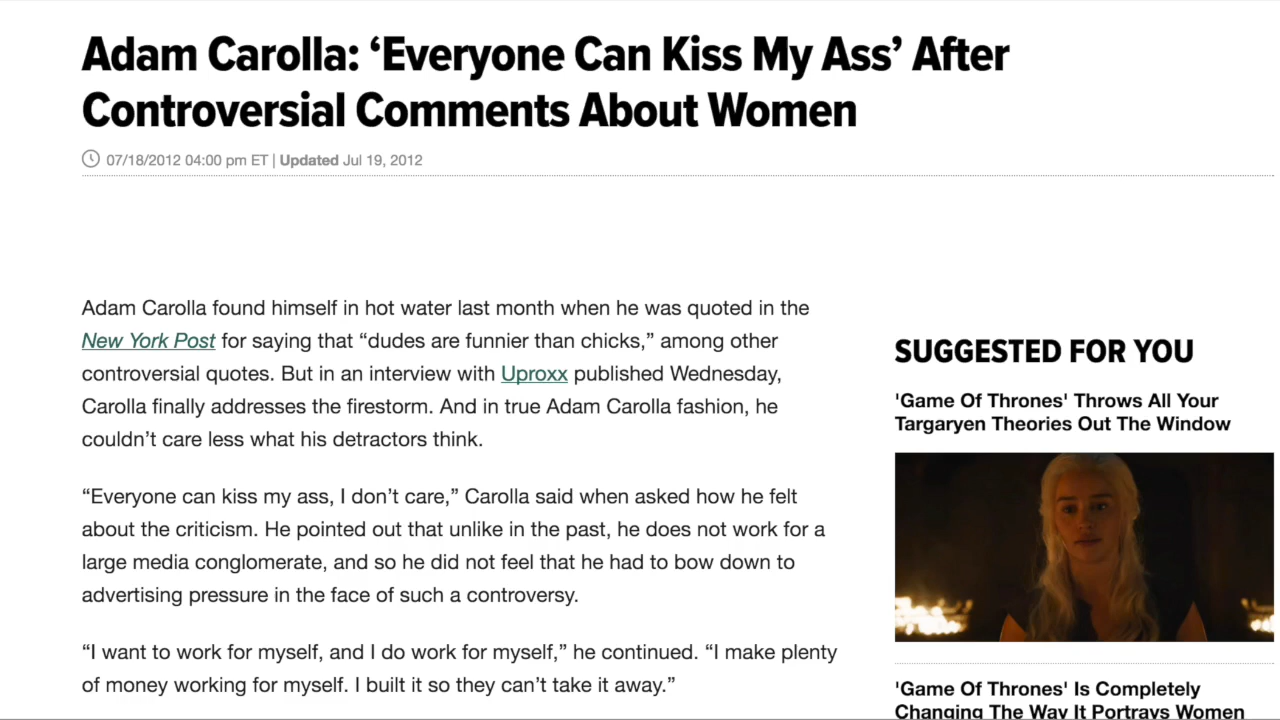 Adam Carolla: ‘Everyone Can Kiss My Ass’ After
Controversial Comments About Women
07/18/2012 04:00 pm ET | Updated Jul 19, 2012
Adam Carolla found himself in hot water last month when he was quoted in the
New York Post for saying that “dudes are funnier than chicks,” among other
controversial quotes. But in an interview with Uproxx published Wednesday,
Carolla finally addresses the firestorm. And in true Adam Carolla fashion, he
couldn’t care less what his detractors think.
“Everyone can kiss my ass, I don’t care,” Carolla said when asked how he felt
about the criticism. He pointed out that unlike in the past, he does not work for a
large media conglomerate, and so he did not feel that he had to bow down to
advertising pressure in the face of such a controversy.
“I want to work for myself, and I do work for myself,” he continued. “I make plenty
of money working for myself. I built it so they can’t take it away.”
SUGGESTED FOR YOU
'Game Of Thrones' Throws All Your
Targaryen Theories Out The Window
'Game Of Thrones' Is Completely
Changing The Way It Portrays Women